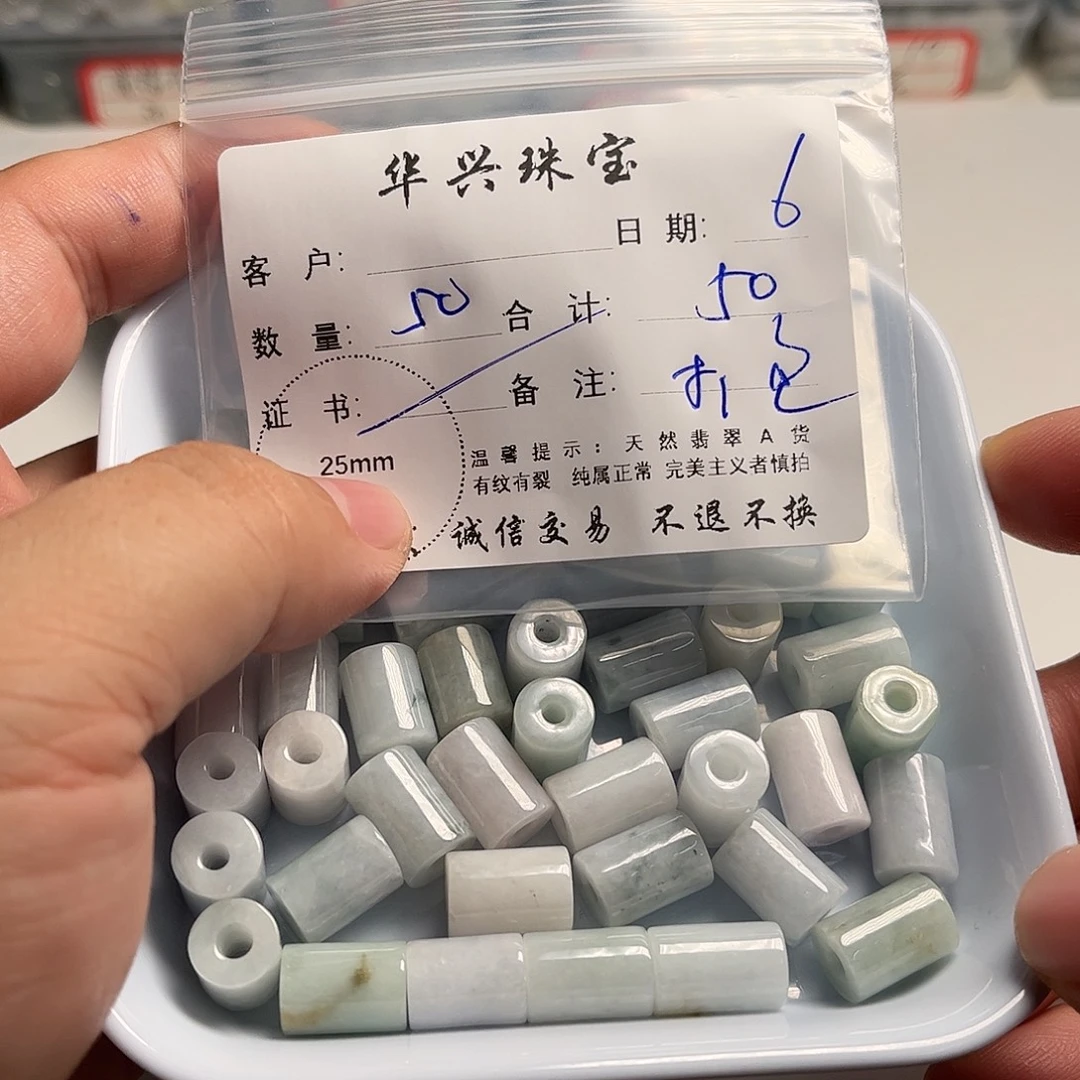 华兴珠宝
客 户: 日 期: 6
数 量: 50 合 计: 50
证 书: 备 注: 打包
25mm
温馨提示：天然翡翠A货
有纹有裂 纯属正常 完美主义者慎拍
诚信交易 不退不换